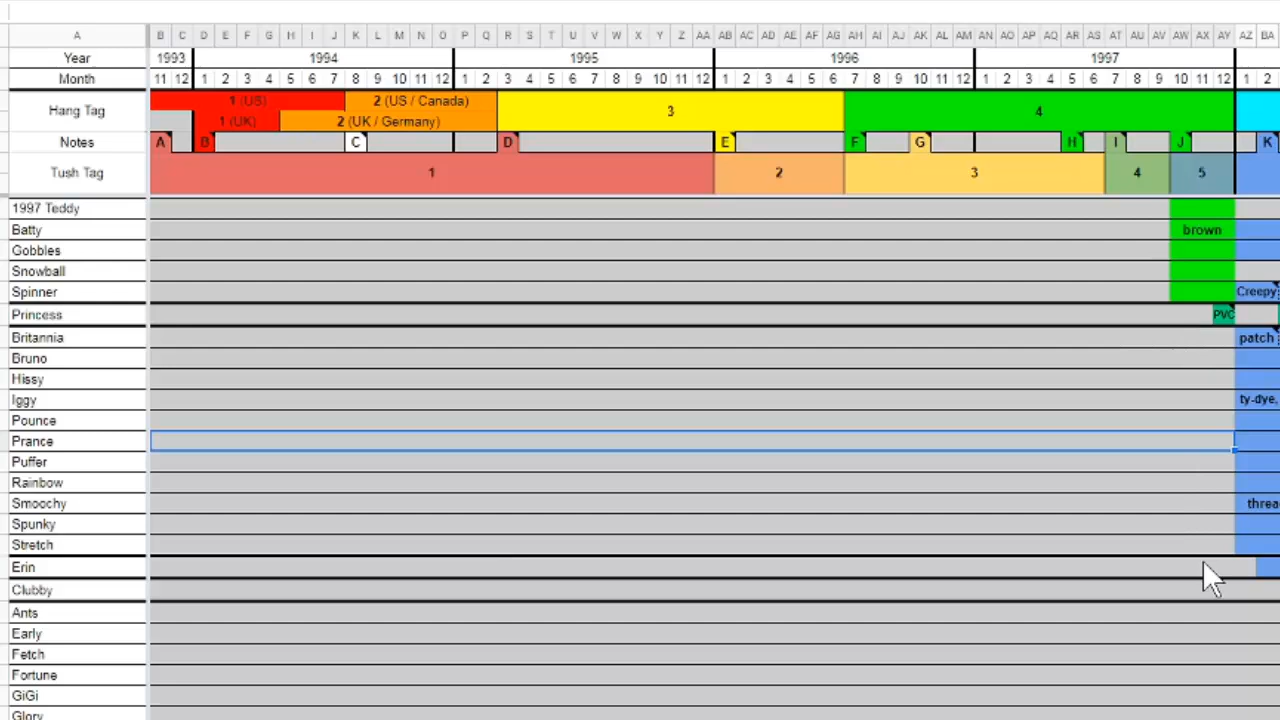 A B C D E F G H I J K L M N O P Q R S T U V W X Y Z AA AB AC AD AE AF AG AH AI AJ AK AL AM AN AO AP AQ AR AS AT AU AV AW AX AY AZ BA
Year 1993 1994 1995 1996 1997
Month 11 12 1 2 3 4 5 6 7 8 9 10 11 12 1 2 3 4 5 6 7 8 9 10 11 12 1 2 3 4 5 6 7 8 9 10 11 12 1 2 3 4 5 6 7 8 9 10 11 12 1 2
1 (US) 2 (US / Canada)
Hang Tag 3 4
1 (UK) 2 (UK / Germany)
Notes A B C D E F G H I J K
Tush Tag 1 2 3 4 5
1997 Teddy
Batty brown
Gobbles
Snowball
Spinner Creepy
Princess PVC
Britannia patch
Bruno
Hissy
Iggy ty-dye,
Pounce
Prance
Puffer
Rainbow
Smoochy threa
Spunky
Stretch
Erin
Clubby
Ants
Early
Fetch
Fortune
GiGi
Glory